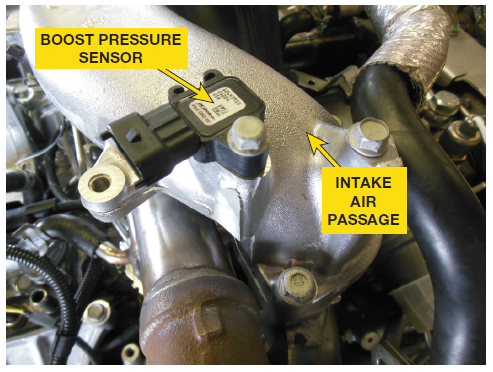 BOOST PRESSURE
SENSOR
INTAKE
AIR
PASSAGE